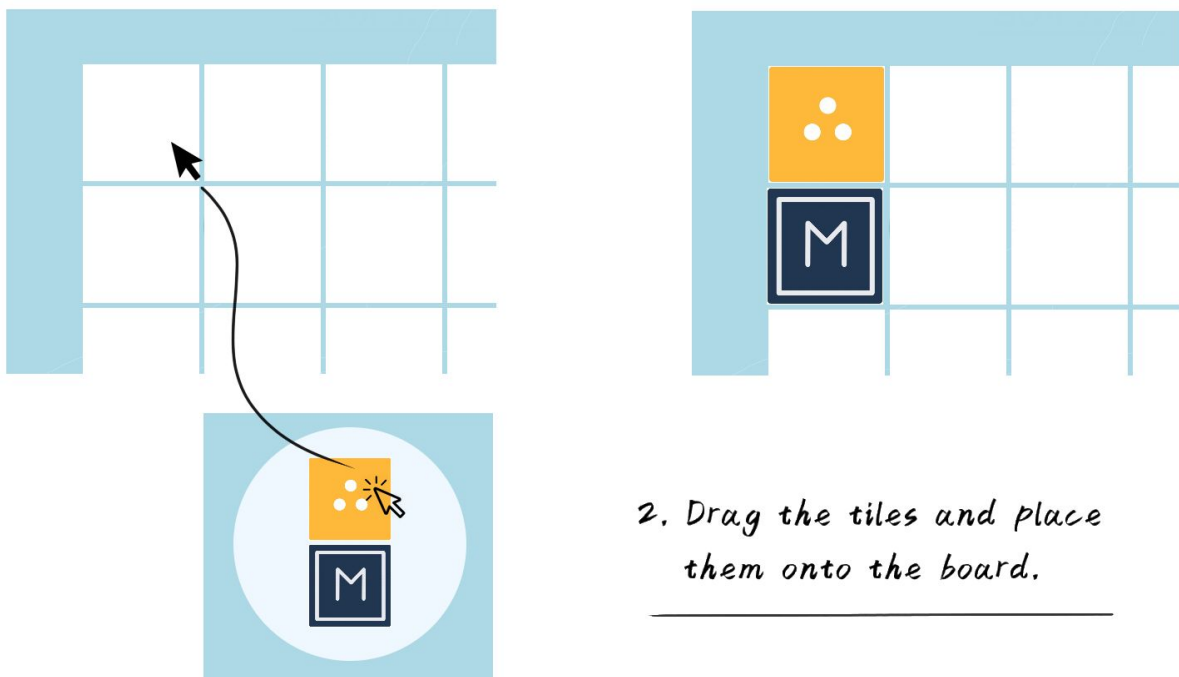 M
M
2. Drag the tiles and place
them onto the board.